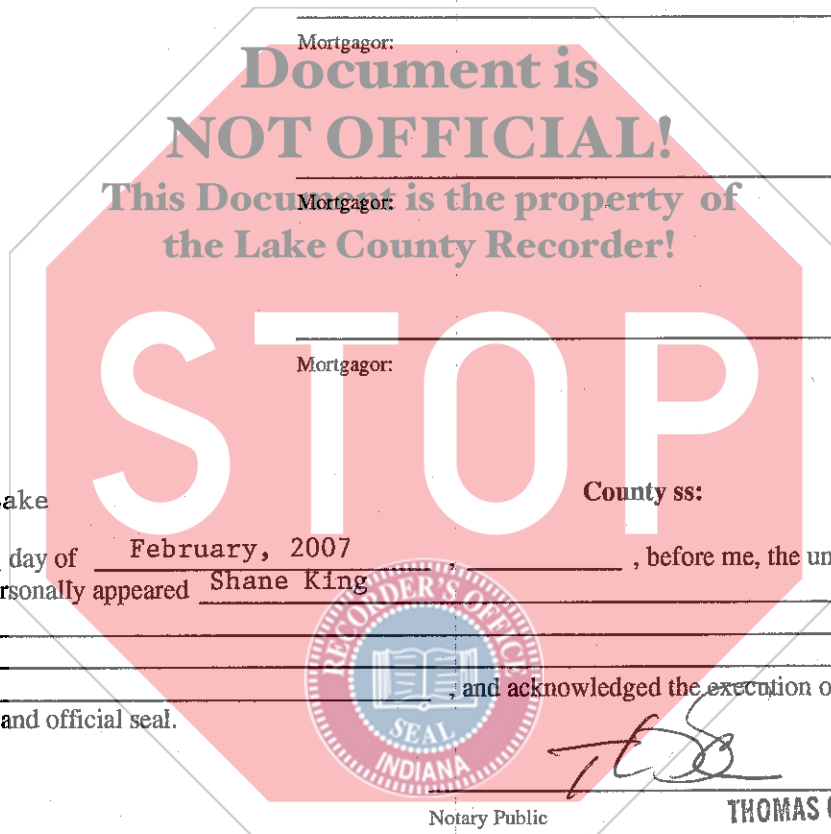 Mortgagor:
Document is
NOT OFFICIAL!
This Document is the property of
Mortgagor:
the Lake County Recorder!
STOP
Mortgagor:
ake
County ss:
day of February, 2007 , , before me, the un
rsonally appeared Shane King
, and acknowledged the execution o
and official seal.
RECORDER'S OFFICE
SEAL
INDIANA
Notary Public
THOMAS